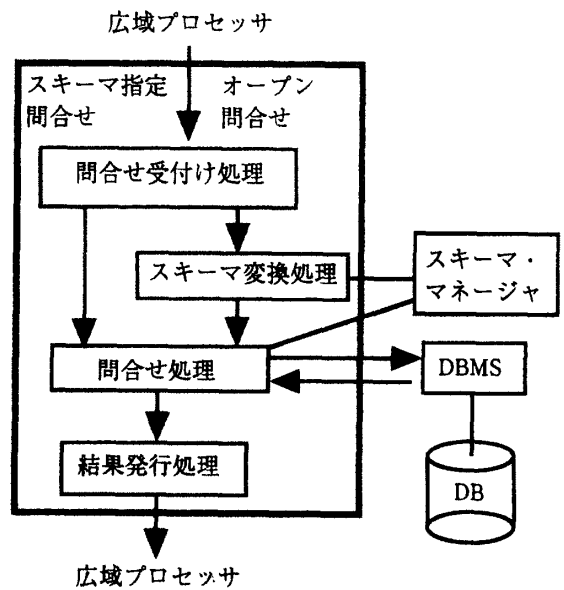 広域プロセッサ
スキーマ指定
問合せ
オープン
問合せ
問合せ受付け処理
スキーマ変換処理
スキーマ・
マネージャ
問合せ処理
DBMS
結果発行処理
DB
広域プロセッサ